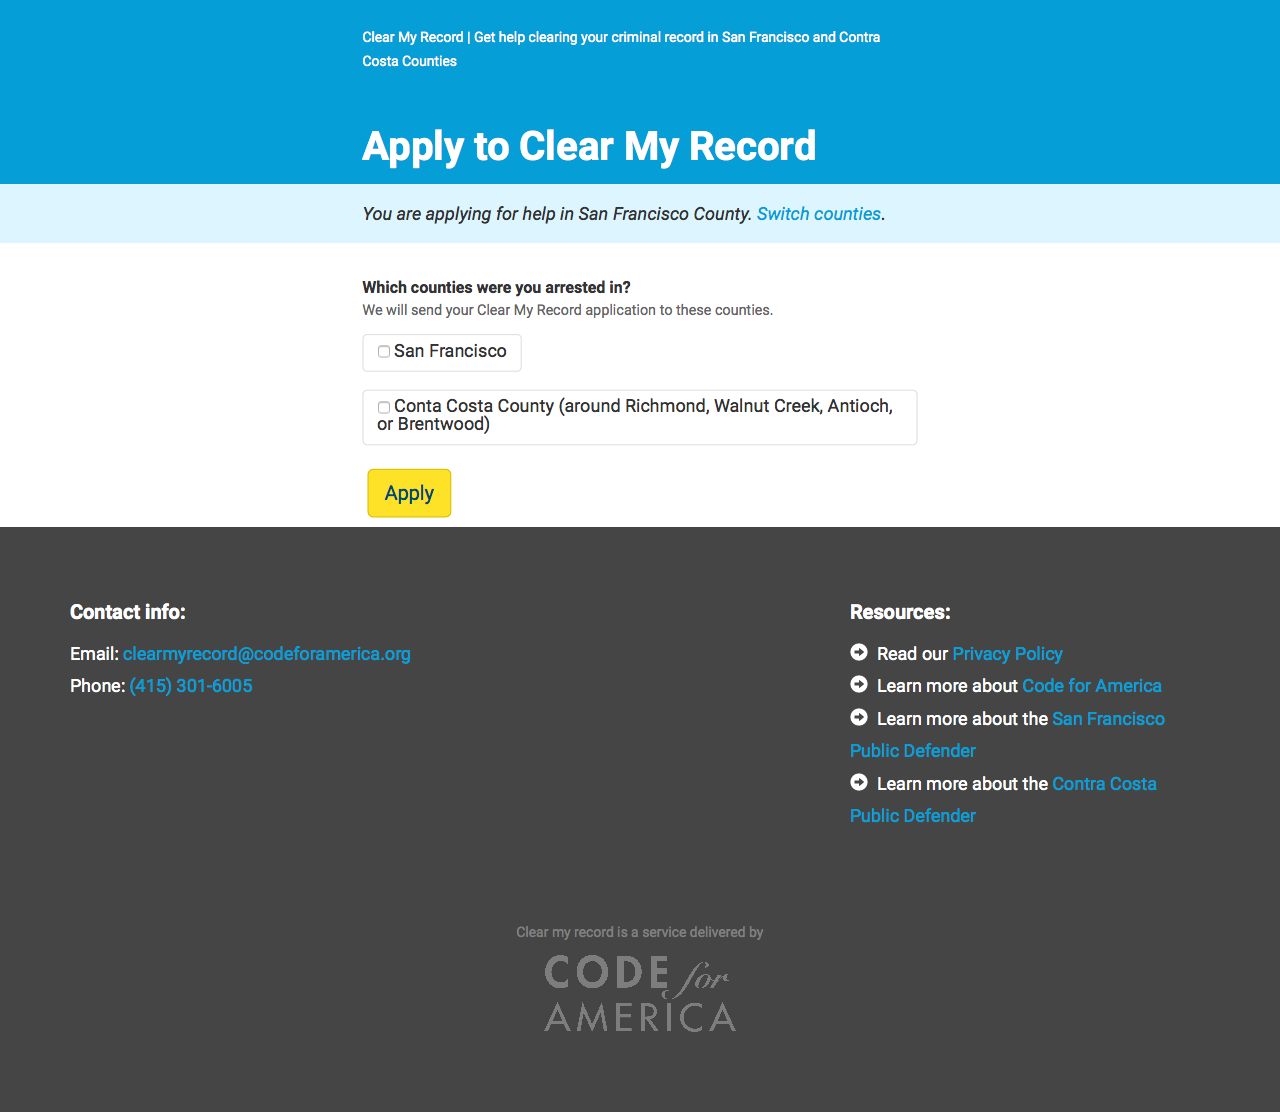 Clear My Record | Get help clearing your criminal record in San Francisco and Contra
Costa Counties
Apply to Clear My Record
You are applying for help in San Francisco County. Switch counties.
Which counties were you arrested in?
We will send your Clear My Record application to these counties.
San Francisco
Conta Costa County (around Richmond, Walnut Creek, Antioch,
or Brentwood)
Apply
Contact info:
Email: clearmyrecord@codeforamerica.org
Phone: (415) 301-6005
Resources:
Read our Privacy Policy
Learn more about Code for America
Learn more about the San Francisco
Public Defender
Learn more about the Contra Costa
Public Defender
Clear my record is a service delivered by
CODE for
AMERICA